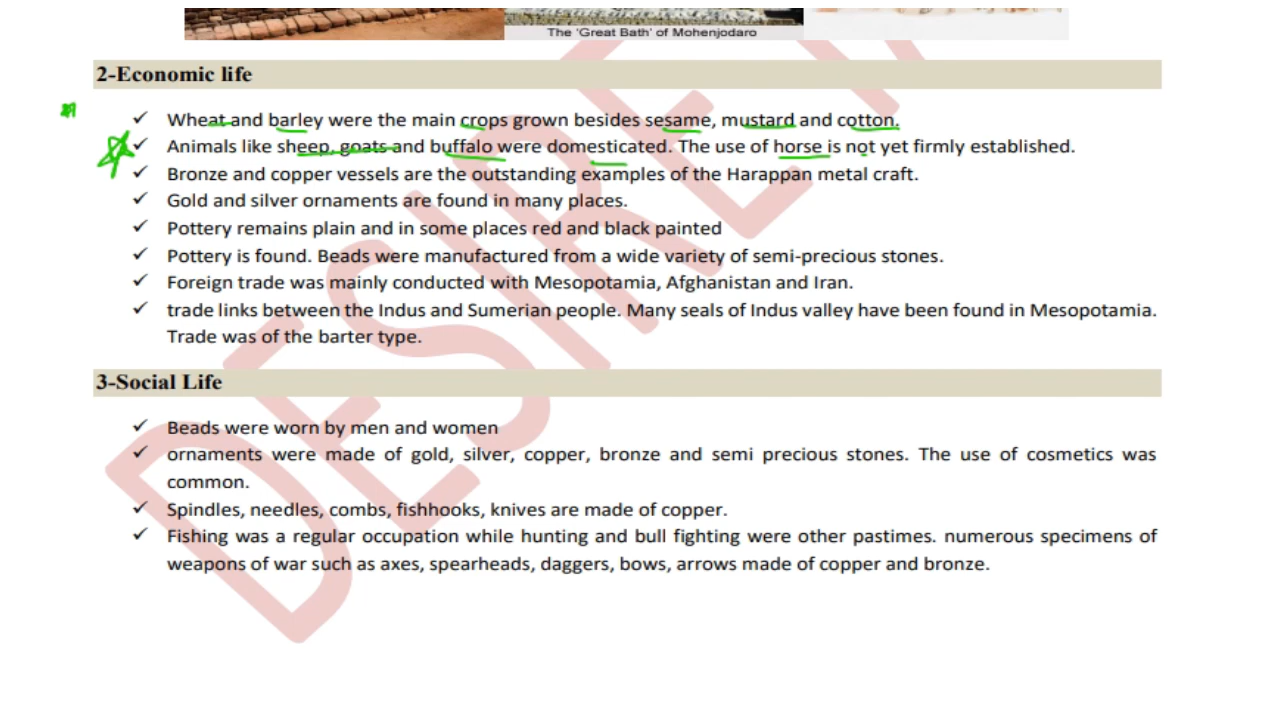 The 'Great Bath' of Mohenjodaro
2-Economic life
✓ Wheat and barley were the main crops grown besides sesame, mustard and cotton.
✓ Animals like sheep, goats and buffalo were domesticated. The use of horse is not yet firmly established.
✓ Bronze and copper vessels are the outstanding examples of the Harappan metal craft.
✓ Gold and silver ornaments are found in many places.
✓ Pottery remains plain and in some places red and black painted
✓ Pottery is found. Beads were manufactured from a wide variety of semi-precious stones.
✓ Foreign trade was mainly conducted with Mesopotamia, Afghanistan and Iran.
✓ trade links between the Indus and Sumerian people. Many seals of Indus valley have been found in Mesopotamia.
Trade was of the barter type.
3-Social Life
✓ Beads were worn by men and women
✓ ornaments were made of gold, silver, copper, bronze and semi precious stones. The use of cosmetics was
common.
✓ Spindles, needles, combs, fishhooks, knives are made of copper.
✓ Fishing was a regular occupation while hunting and bull fighting were other pastimes. numerous specimens of
weapons of war such as axes, spearheads, daggers, bows, arrows made of copper and bronze.